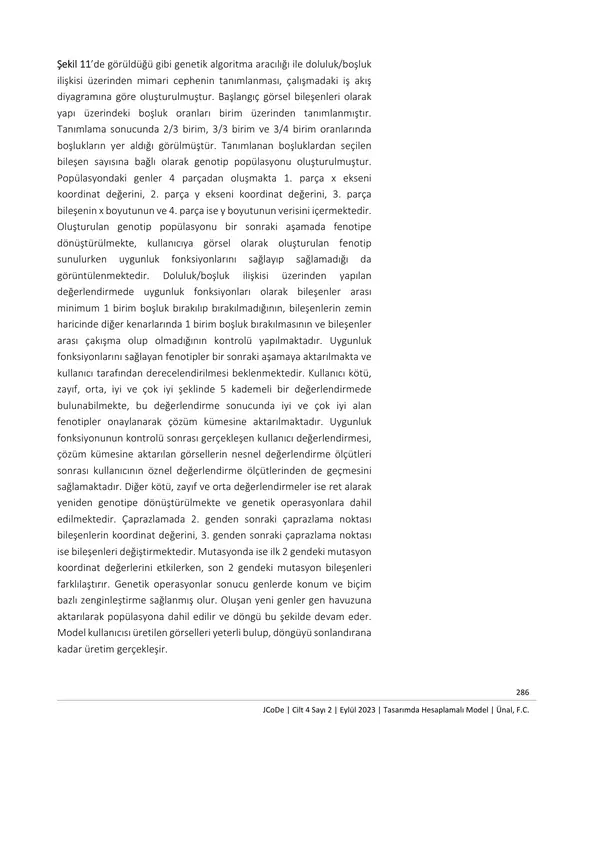 Şekil 11'de görüldüğü gibi genetik algoritma aracılığı ile doluluk/boşluk
ilişkisi üzerinden mimari cephenin tanımlanması, çalışmadaki iş akış
diyagramına göre oluşturulmuştur. Başlangıç görsel bileşenleri olarak
yapı üzerindeki boşluk oranları birim üzerinden tanımlanmıştır.
Tanımlama sonucunda 2/3 birim, 3/3 birim ve 3/4 birim oranlarında
boşlukların yer aldığı görülmüştür. Tanımlanan boşluklardan seçilen
bileşen sayısına bağlı olarak genotip popülasyonu oluşturulmuştur.
Popülasyondaki genler 4 parçadan oluşmakta 1. parça x ekseni
koordinat değerini, 2. parça y ekseni koordinat değerini, 3. parça
bileşenin x boyutunun ve 4. parça ise y boyutunun verisini içermektedir.
Oluşturulan genotip popülasyonu bir sonraki aşamada fenotipe
dönüştürülmekte, kullanıcıya görsel olarak oluşturulan fenotip
sunulurken uygunluk fonksiyonlarını sağlayıp sağlamadığı da
görüntülenmektedir. Doluluk/boşluk ilişkisi üzerinden yapılan
değerlendirmede uygunluk fonksiyonları olarak bileşenler arası
minimum 1 birim boşluk bırakılıp bırakılmadığının, bileşenlerin zemin
haricinde diğer kenarlarında 1 birim boşluk bırakılmasının ve bileşenler
arası çakışma olup olmadığının kontrolü yapılmaktadır. Uygunluk
fonksiyonlarını sağlayan fenotipler bir sonraki aşamaya aktarılmakta ve
kullanıcı tarafından derecelendirilmesi beklenmektedir. Kullanıcı kötü,
zayıf, orta, iyi ve çok iyi şeklinde 5 kademeli bir değerlendirmede
bulunabilmekte, bu değerlendirme sonucunda iyi ve çok iyi alan
fenotipler onaylanarak çözüm kümesine aktarılmaktadır. Uygunluk
fonksiyonunun kontrolü sonrası gerçekleşen kullanıcı değerlendirmesi,
çözüm kümesine aktarılan görsellerin nesnel değerlendirme ölçütleri
sonrası kullanıcının öznel değerlendirme ölçütlerinden de geçmesini
sağlamaktadır. Diğer kötü, zayıf ve orta değerlendirmeler ise ret alarak
yeniden genotipe dönüştürülmekte ve genetik operasyonlara dahil
edilmektedir. Çaprazlamada 2. genden sonraki çaprazlama noktası
bileşenlerin koordinat değerini, 3. genden sonraki çaprazlama noktası
ise bileşenleri değiştirmektedir. Mutasyonda ise ilk 2 gendeki mutasyon
koordinat değerlerini etkilerken, son 2 gendeki mutasyon bileşenleri
farklılaştırır. Genetik operasyonlar sonucu genlerde konum ve biçim
bazlı zenginleştirme sağlanmış olur. Oluşan yeni genler gen havuzuna
aktarılarak popülasyona dahil edilir ve döngü bu şekilde devam eder.
Model kullanıcısı üretilen görselleri yeterli bulup, döngüyü sonlandırana
kadar üretim gerçekleşir.
286
JCoDe | Cilt 4 Sayı 2 | Eylül 2023 | Tasarımda Hesaplamalı Model | Ünal, F.C.